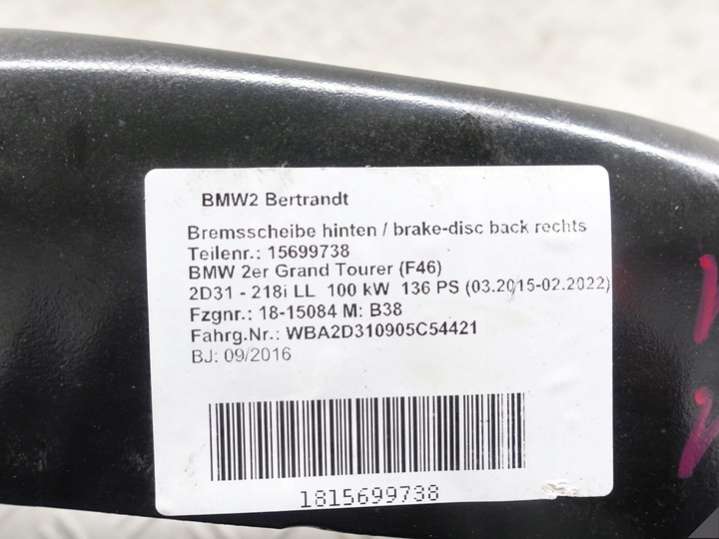 BMW2 Bertrandt
Bremsscheibe hinten / brake-disc back rechts
Teilenr.: 15699738
BMW 2er Grand Tourer (F46)
2D31 - 218i LL 100 kW 136 PS (03.2015-02.2022)
Fzgnr.: 18-15084 M: B38
Fahrg.Nr.: WBA2D310905C54421
BJ: 09/2016
1815699738